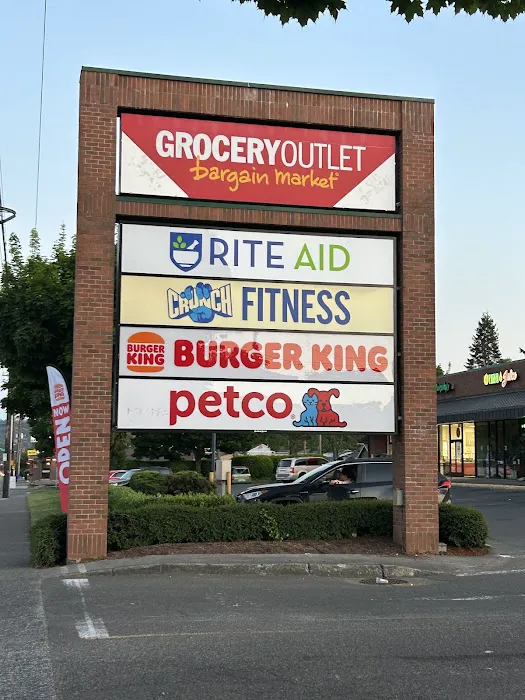 GROCERY OUTLET
bargain market
RITE AID
CRUNCH FITNESS
BURGER KING BURGER KING
petco
NOW
OPEN